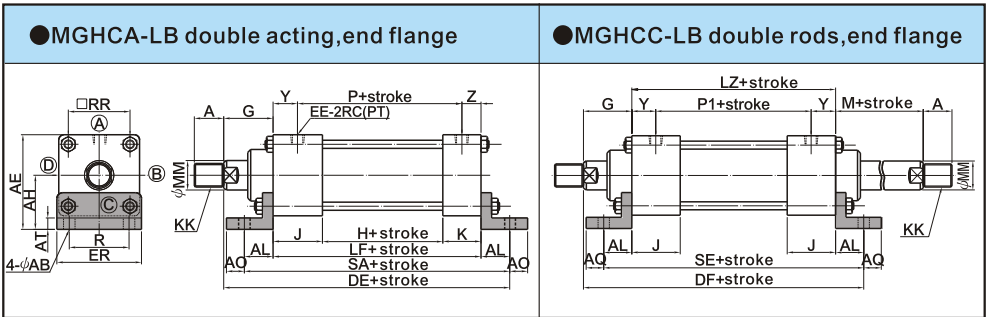 ●MGHCA-LB double acting,end flange
●MGHCC-LB double rods,end flange
□RR
A
D
B
C
AE
AH
AT
R
ER
4-φAB
A
G
Y
P+stroke
Z
EE-2RC(PT)
φMM
KK
J
H+stroke
K
AL
LF+stroke
AL
AO
SA+stroke
AO
DE+stroke
LZ+stroke
G
Y
P1+stroke
Y
M+stroke
A
φMM
KK
AL
J
J
AL
AQ
SE+stroke
AQ
DF+stroke